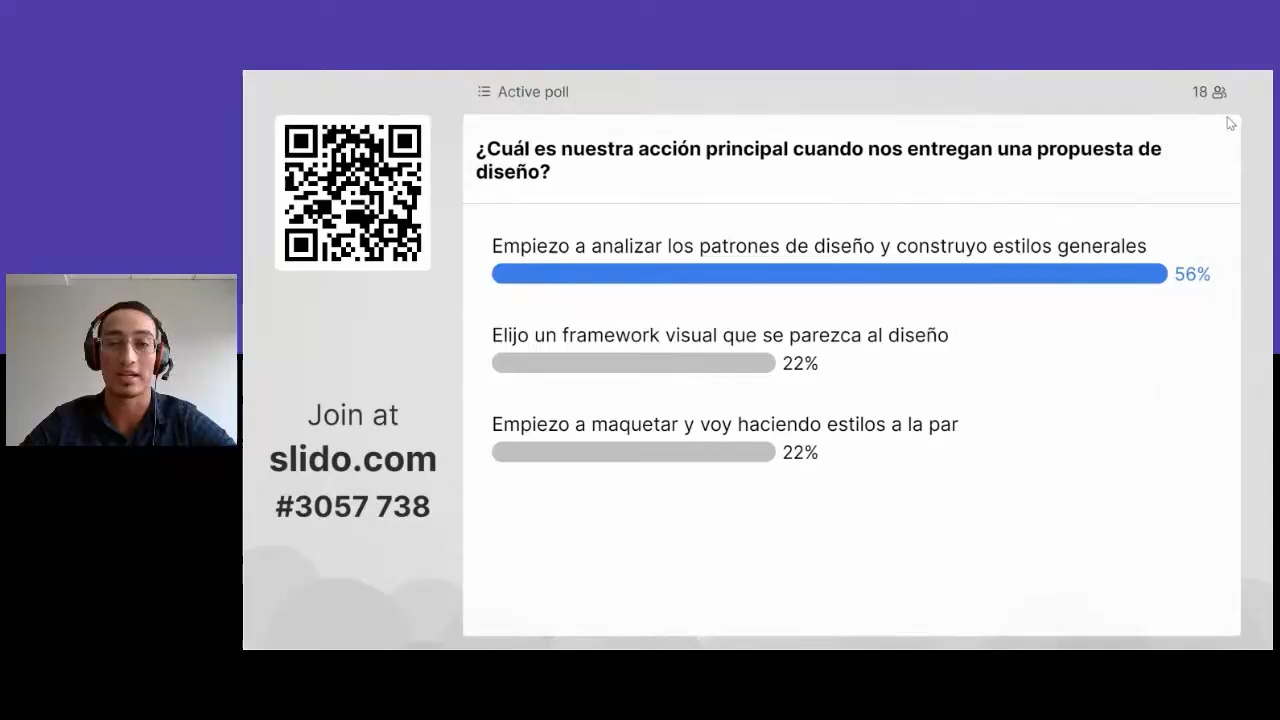 Active poll
18
¿Cuál es nuestra acción principal cuando nos entregan una propuesta de
diseño?
Empiezo a analizar los patrones de diseño y construyo estilos generales
56%
Elijo un framework visual que se parezca al diseño
22%
Empiezo a maquetar y voy haciendo estilos a la par
22%
Join at
slido.com
#3057 738